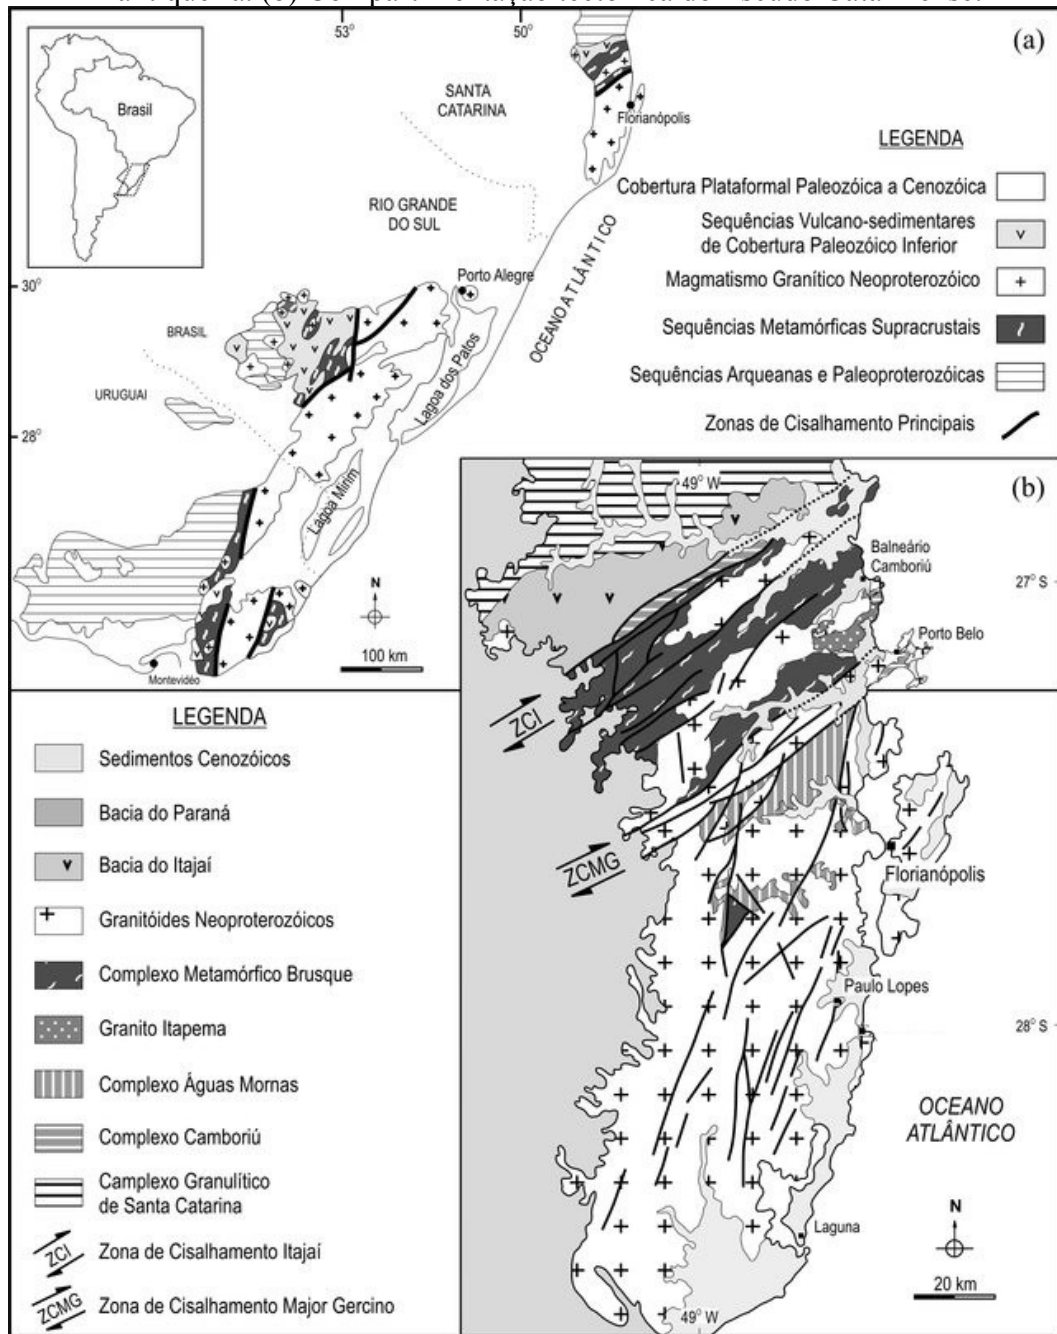 (a)
53°
50°
Brasil
SANTA
CATARINA
Florianópolis
RIO GRANDE
DO SUL
OCEANO ATLÂNTICO
30°
Porto Alegre
BRASIL
URUGUAI
Lagoa dos Patos
28°
Lagoa Mirim
Montevidéo
N
100 km
LEGENDA
Cobertura Plataformal Paleozóica a Cenozóica
Sequências Vulcano-sedimentares
de Cobertura Paleozóico Inferior
Magmatismo Granítico Neoproterozóico
Sequências Metamórficas Supracrustais
Sequências Arqueanas e Paleoproterozóicas
Zonas de Cisalhamento Principais
(b)
49° W
Balneário
Camboriú
27° S
Porto Belo
ZCI
ZCMG
Florianópolis
Paulo Lopes
28° S
OCEANO
ATLÂNTICO
N
Laguna
20 km
49° W
LEGENDA
Sedimentos Cenozóicos
Bacia do Paraná
Bacia do Itajaí
Granitóides Neoproterozóicos
Complexo Metamórfico Brusque
Granito Itapema
Complexo Águas Mornas
Complexo Camboriú
Camplexo Granulítico
de Santa Catarina
ZCI
Zona de Cisalhamento Itajaí
ZCMG
Zona de Cisalhamento Major Gercino